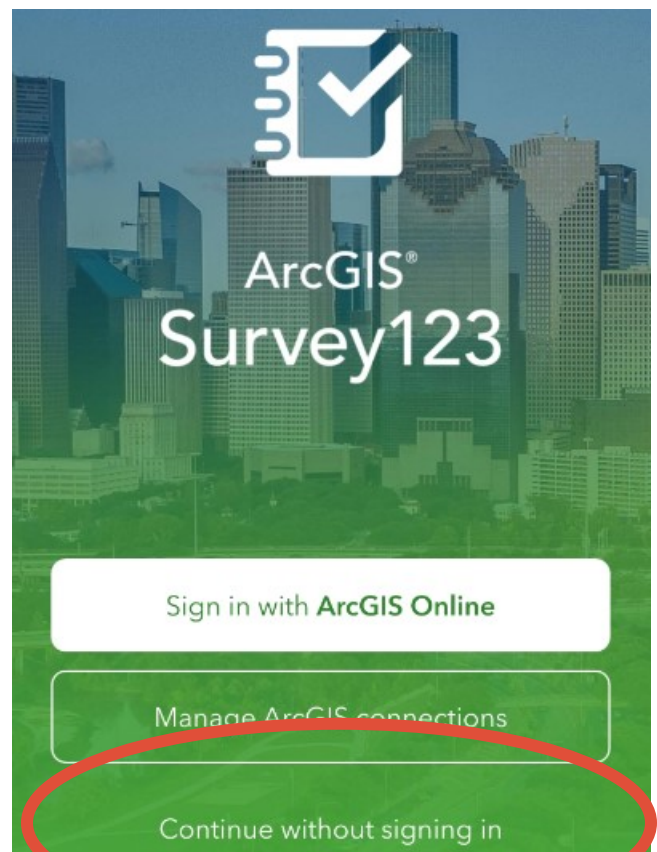 ArcGIS®
Survey123
Sign in with ArcGIS Online
Manage ArcGIS connections
Continue without signing in